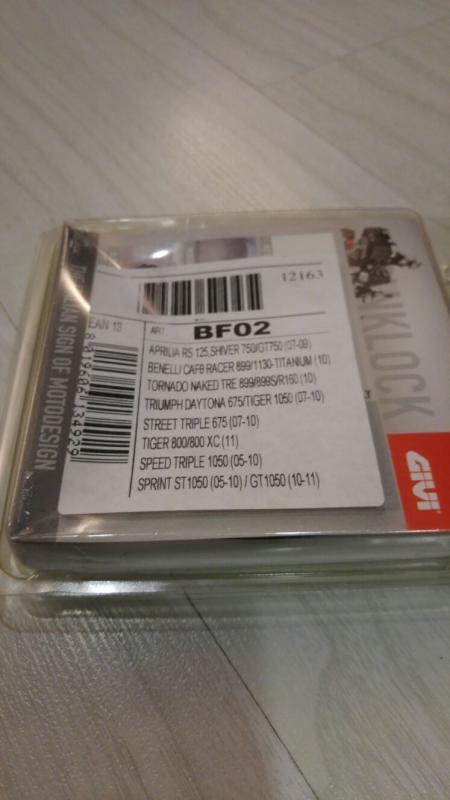 12163
EAN 13
ART
BF02
8019606134929
APRILIA RS 125,SHIVER 750/GT750 (07-09)
BENELLI CAFB RACER 899/1130-TITANIUM (10)
TORNADO NAKED TRE 899/899S/R160 (10)
TRIUMPH DAYTONA 675/TIGER 1050 (07-10)
STREET TRIPLE 675 (07-10)
TIGER 800/800 XC (11)
SPEED TRIPLE 1050 (05-10)
SPRINT ST1050 (05-10) / GT1050 (10-11)
SIGN OF MOTODESIGN
NKLOCK
GIVI